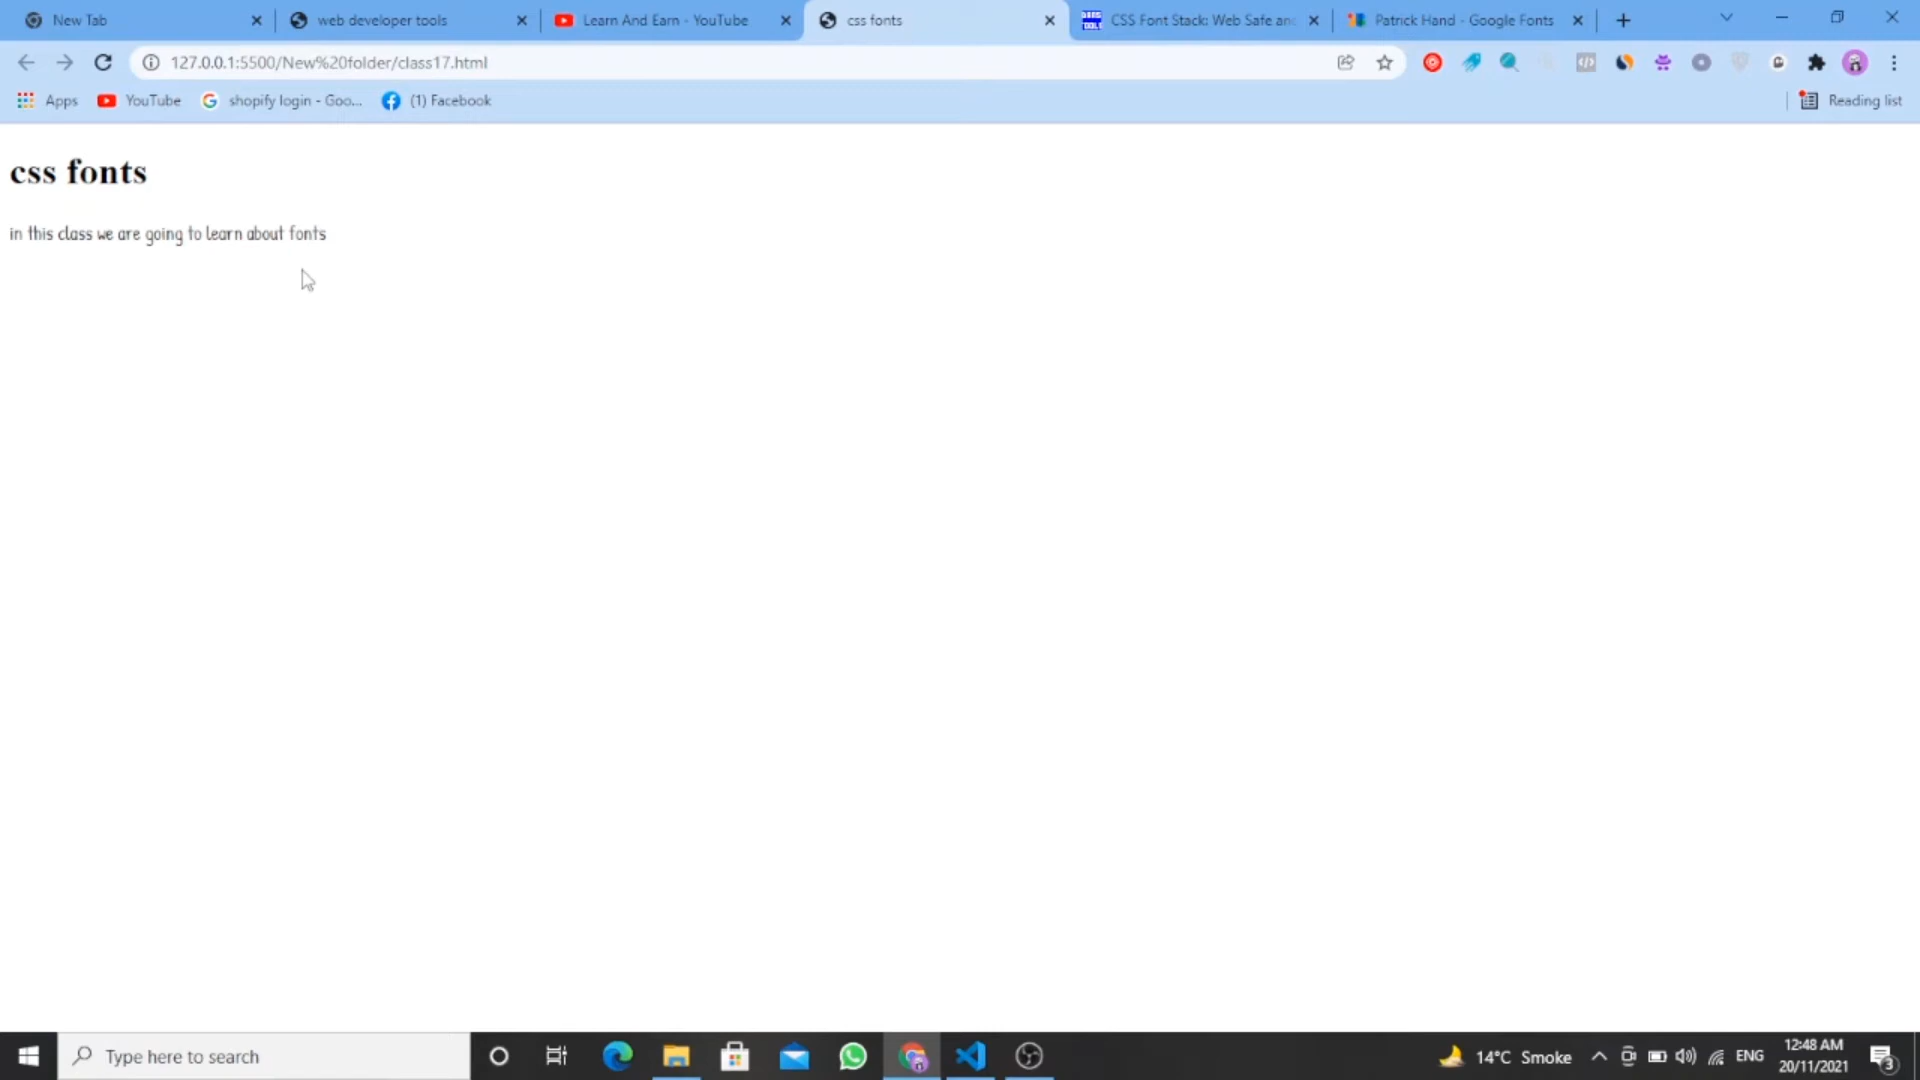 New Tab
web developer tools
Learn And Earn - YouTube
css fonts
CSS Font Stack: Web Safe and
Patrick Hand - Google Fonts
127.0.0.1:5500/New%20folder/class17.html
Apps
YouTube
shopify login - Goo...
(1) Facebook
Reading list
css fonts
in this class we are going to learn about fonts
Type here to search
14°C Smoke
ENG
12:48 AM
20/11/2021
3